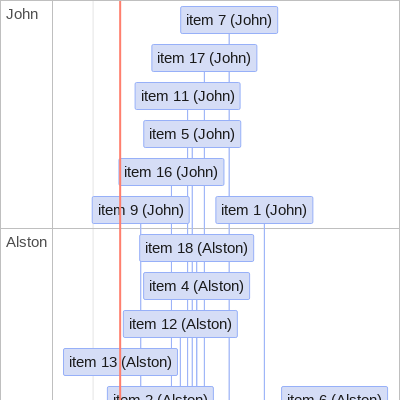 John
item 7 (John)
item 17 (John)
item 11 (John)
item 5 (John)
item 16 (John)
item 9 (John)
item 1 (John)
Alston
item 18 (Alston)
item 4 (Alston)
item 12 (Alston)
item 13 (Alston)
item 2 (Alston)
item 6 (Alston)